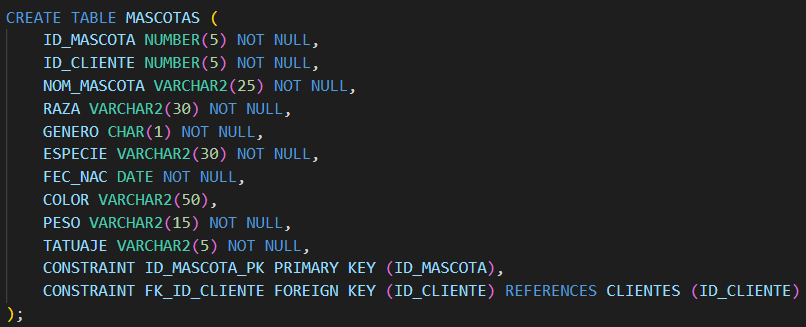 CREATE TABLE MASCOTAS (
    ID_MASCOTA NUMBER(5) NOT NULL,
    ID_CLIENTE NUMBER(5) NOT NULL,
    NOM_MASCOTA VARCHAR2(25) NOT NULL,
    RAZA VARCHAR2(30) NOT NULL,
    GENERO CHAR(1) NOT NULL,
    ESPECIE VARCHAR2(30) NOT NULL,
    FEC_NAC DATE NOT NULL,
    COLOR VARCHAR2(50),
    PESO VARCHAR2(15) NOT NULL,
    TATUAJE VARCHAR2(5) NOT NULL,
    CONSTRAINT ID_MASCOTA_PK PRIMARY KEY (ID_MASCOTA),
    CONSTRAINT FK_ID_CLIENTE FOREIGN KEY (ID_CLIENTE) REFERENCES CLIENTES (ID_CLIENTE)
);